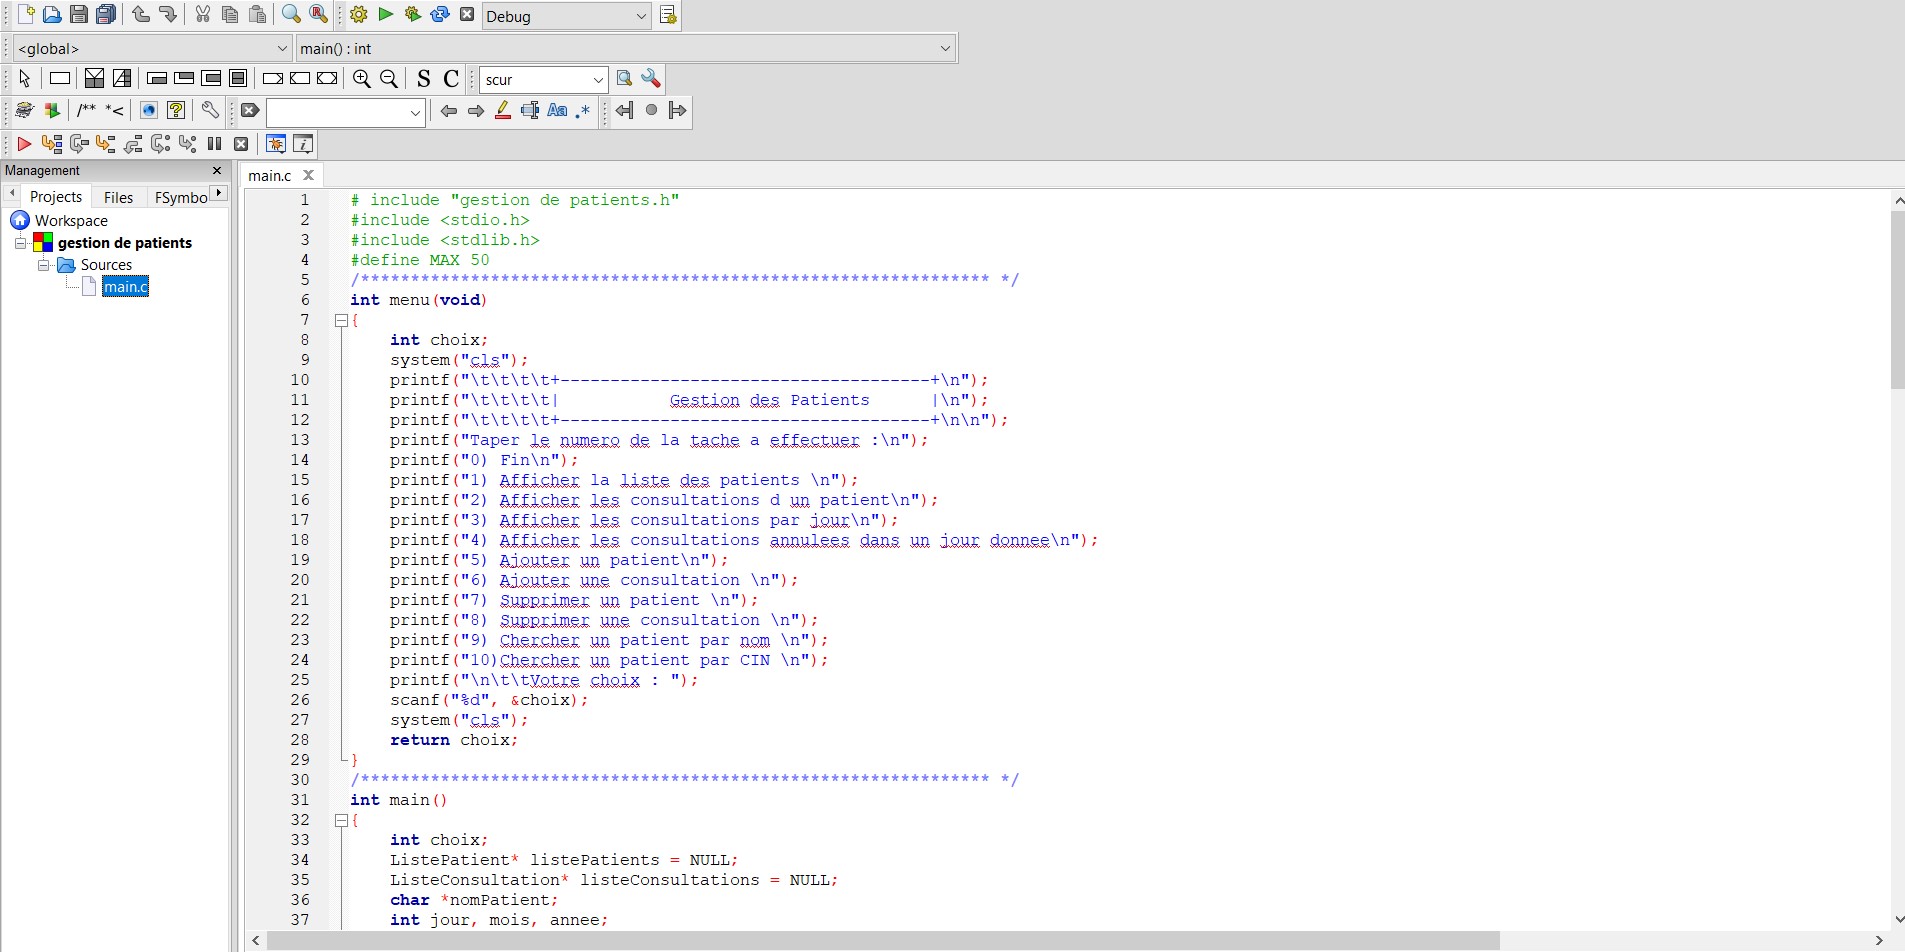 Debug
<global>
main() : int
S C
scur
/** *<
Aa .*
Management
Projects Files FSymbo
Workspace
gestion de patients
Sources
main.c
main.c
1 # include "gestion de patients.h"
2 #include <stdio.h>
3 #include <stdlib.h>
4 #define MAX 50
5 /*************************************************************** */
6 int menu(void)
7 {
8 int choix;
9 system("cls");
10 printf("\t\t\t\t+-------------------------------------+\n");
11 printf("\t\t\t\t|           Gestion des Patients      |\n");
12 printf("\t\t\t\t+-------------------------------------+\n\n");
13 printf("Taper le numero de la tache a effectuer :\n");
14 printf("0) Fin\n");
15 printf("1) Afficher la liste des patients \n");
16 printf("2) Afficher les consultations d un patient\n");
17 printf("3) Afficher les consultations par jour\n");
18 printf("4) Afficher les consultations annulees dans un jour donnee\n");
19 printf("5) Ajouter un patient\n");
20 printf("6) Ajouter une consultation \n");
21 printf("7) Supprimer un patient \n");
22 printf("8) Supprimer une consultation \n");
23 printf("9) Chercher un patient par nom \n");
24 printf("10)Chercher un patient par CIN \n");
25 printf("\n\t\tVotre choix : ");
26 scanf("%d", &choix);
27 system("cls");
28 return choix;
29 }
30 /*************************************************************** */
31 int main()
32 {
33 int choix;
34 ListePatient* listePatients = NULL;
35 ListeConsultation* listeConsultations = NULL;
36 char *nomPatient;
37 int jour, mois, annee;